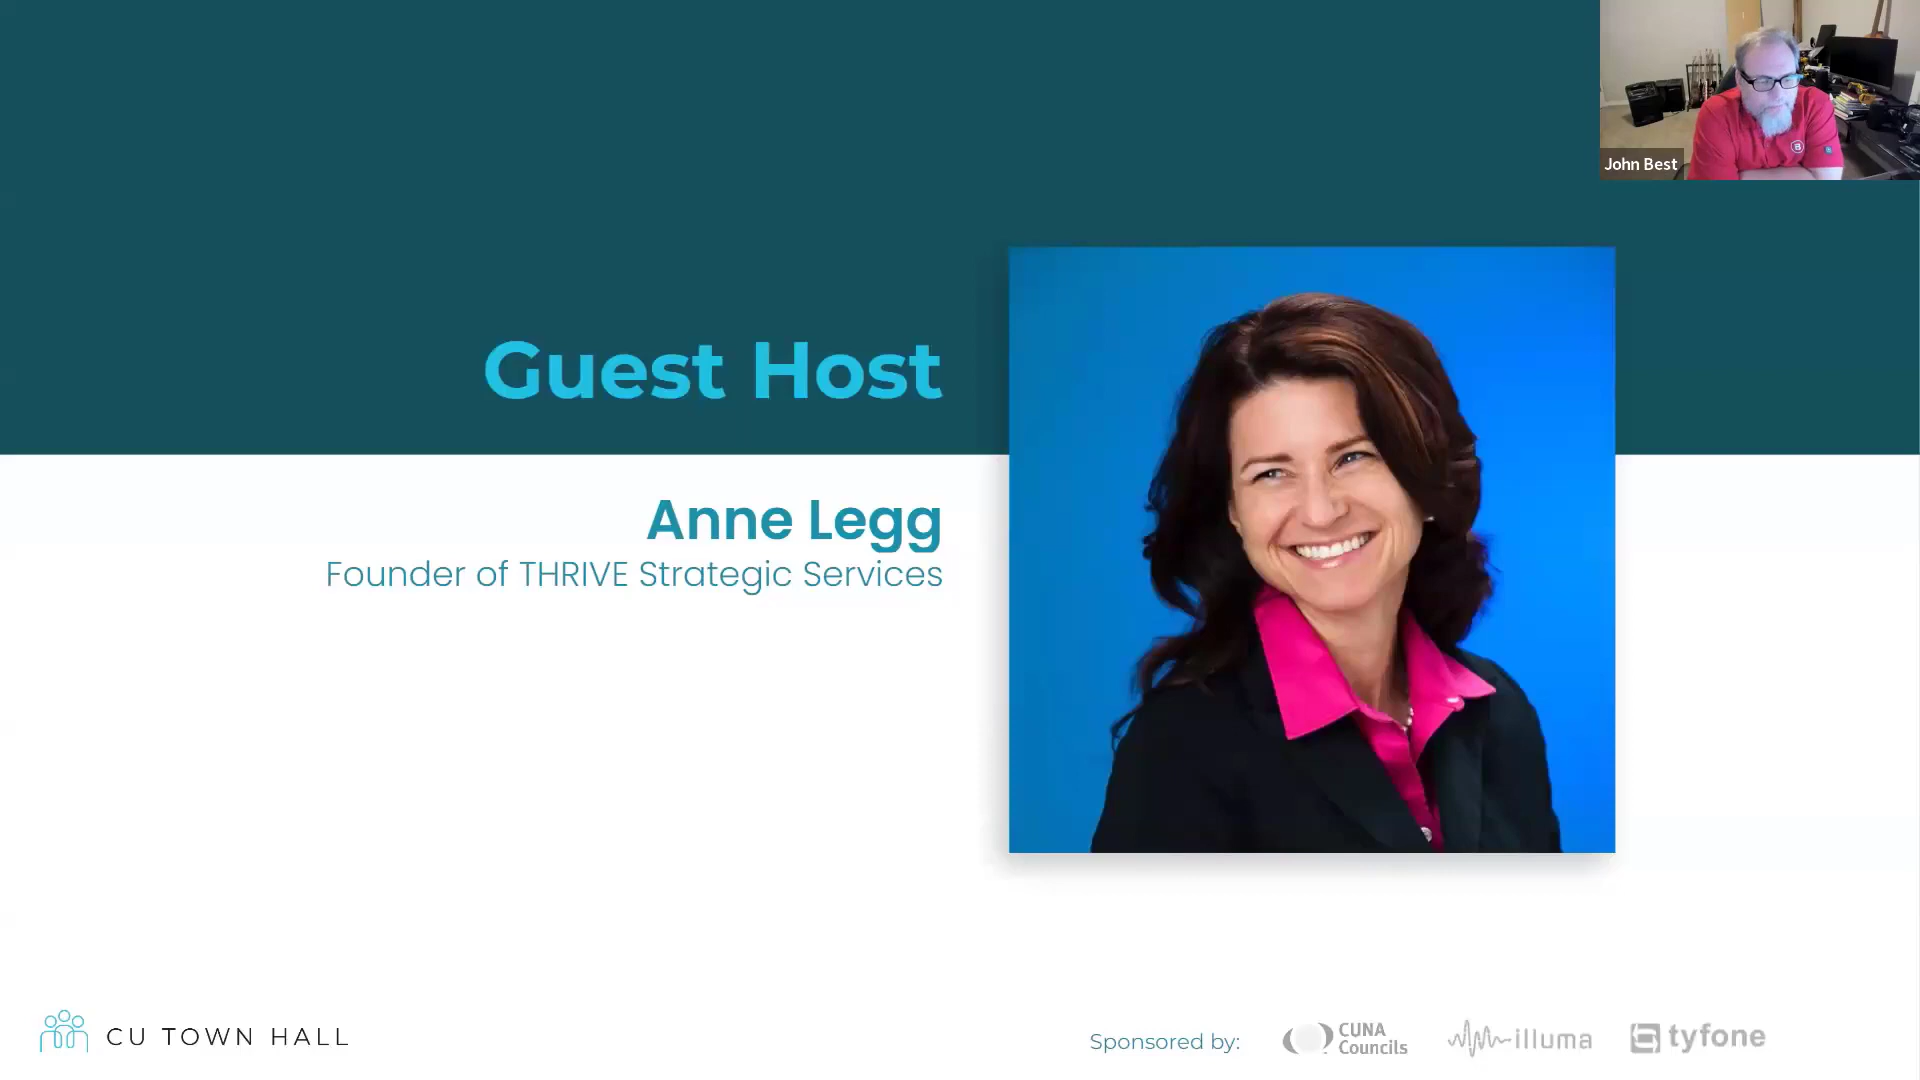 John Best
Guest Host
Anne Legg
Founder of THRIVE Strategic Services
CU TOWN HALL
Sponsored by:
CUNA
Councils
illuma
tyfone